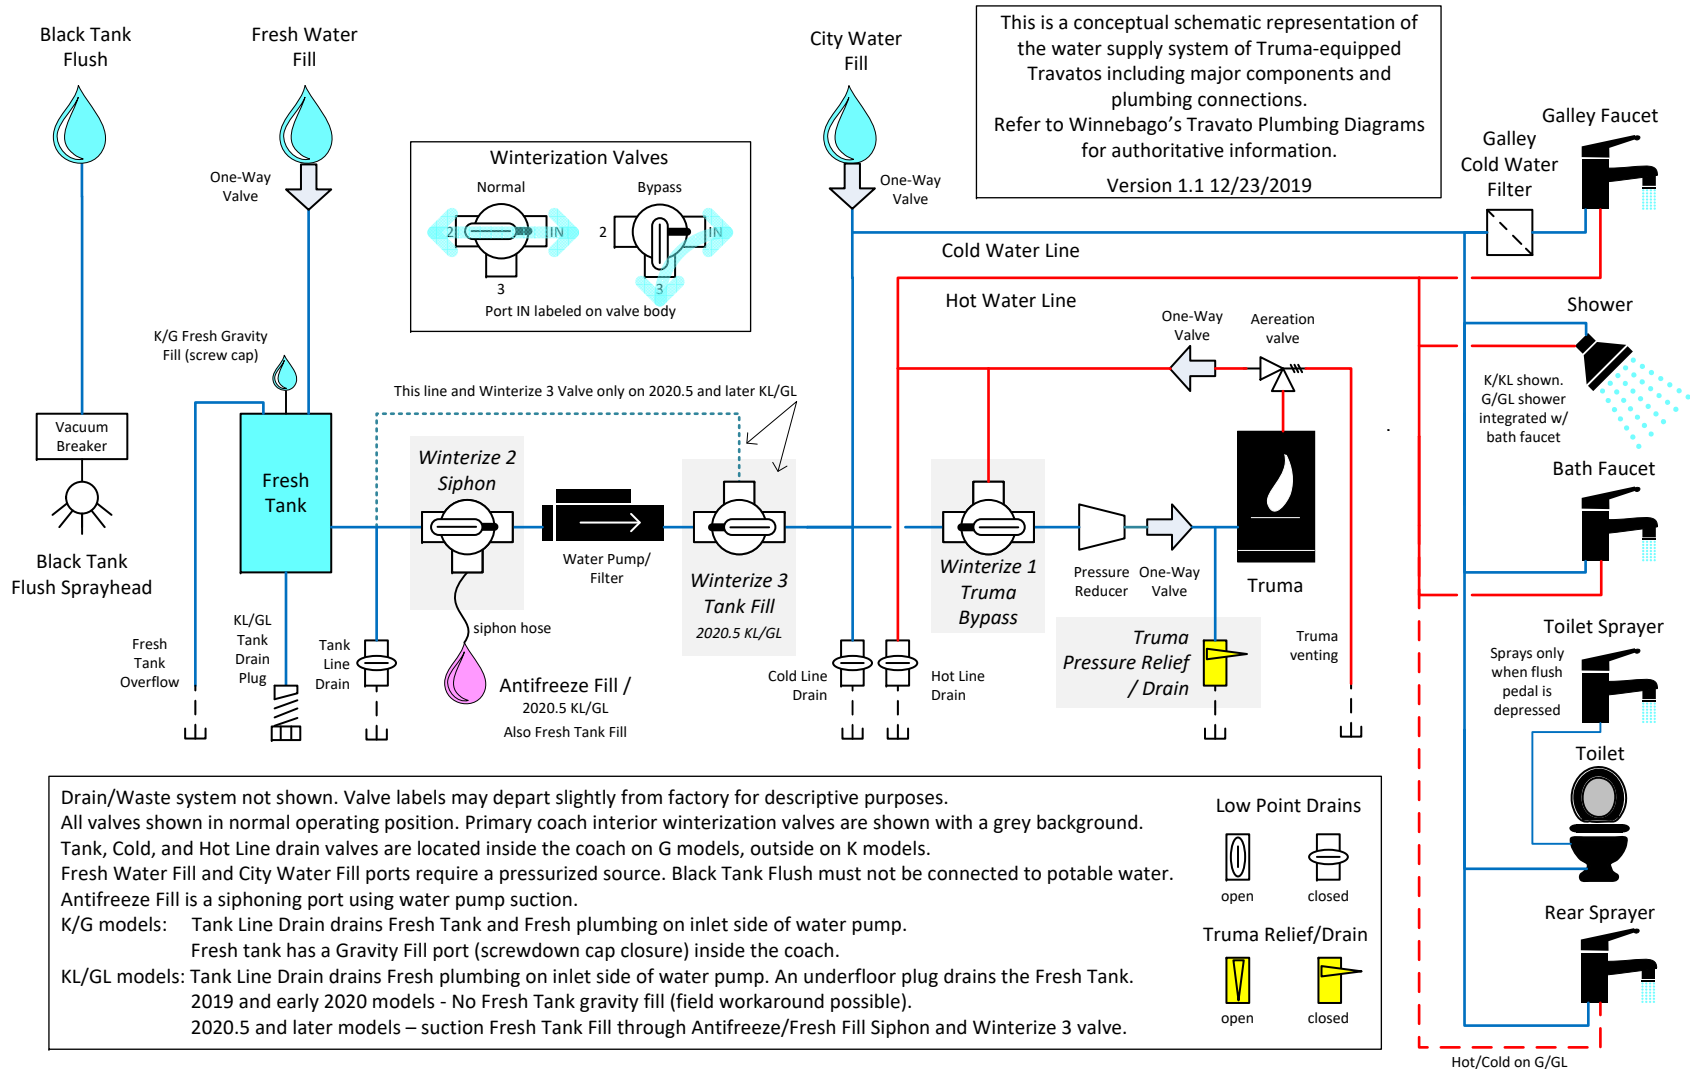 Black Tank
Flush
Fresh Water
Fill
City Water
Fill
This is a conceptual schematic representation of
the water supply system of Truma-equipped
Travatos including major components and
plumbing connections.
Refer to Winnebago's Travato Plumbing Diagrams
for authoritative information.
Version 1.1 12/23/2019
Galley Faucet
Galley
Cold Water
Filter
One-Way
Valve
Winterization Valves
Normal
Bypass
2
IN
3
2
IN
3
Port IN labeled on valve body
One-Way
Valve
Cold Water Line
Hot Water Line
Shower
K/KL shown.
G/GL shower
integrated w/
bath faucet
K/G Fresh Gravity
Fill (screw cap)
One-Way
Valve
Aereation
valve
This line and Winterize 3 Valve only on 2020.5 and later KL/GL
Vacuum
Breaker
Fresh
Tank
Winterize 2
Siphon
Bath Faucet
Black Tank
Flush Sprayhead
Water Pump/
Filter
Winterize 3
Tank Fill
2020.5 KL/GL
Winterize 1
Truma
Bypass
Pressure
Reducer
One-Way
Valve
Truma
Fresh
Tank
Overflow
KL/GL
Tank
Drain
Plug
Tank
Line
Drain
siphon hose
Antifreeze Fill /
2020.5 KL/GL
Also Fresh Tank Fill
Cold Line
Drain
Hot Line
Drain
Truma
Pressure Relief
/ Drain
Truma
venting
Toilet Sprayer
Sprays only
when flush
pedal is
depressed
Toilet
Rear Sprayer
Hot/Cold on G/GL
Drain/Waste system not shown. Valve labels may depart slightly from factory for descriptive purposes.
All valves shown in normal operating position. Primary coach interior winterization valves are shown with a grey background.
Tank, Cold, and Hot Line drain valves are located inside the coach on G models, outside on K models.
Fresh Water Fill and City Water Fill ports require a pressurized source. Black Tank Flush must not be connected to potable water.
Antifreeze Fill is a siphoning port using water pump suction.
K/G models: Tank Line Drain drains Fresh Tank and Fresh plumbing on inlet side of water pump.
Fresh tank has a Gravity Fill port (screwdown cap closure) inside the coach.
KL/GL models: Tank Line Drain drains Fresh plumbing on inlet side of water pump. An underfloor plug drains the Fresh Tank.
2019 and early 2020 models - No Fresh Tank gravity fill (field workaround possible).
2020.5 and later models – suction Fresh Tank Fill through Antifreeze/Fresh Fill Siphon and Winterize 3 valve.
Low Point Drains
open
closed
Truma Relief/Drain
open
closed